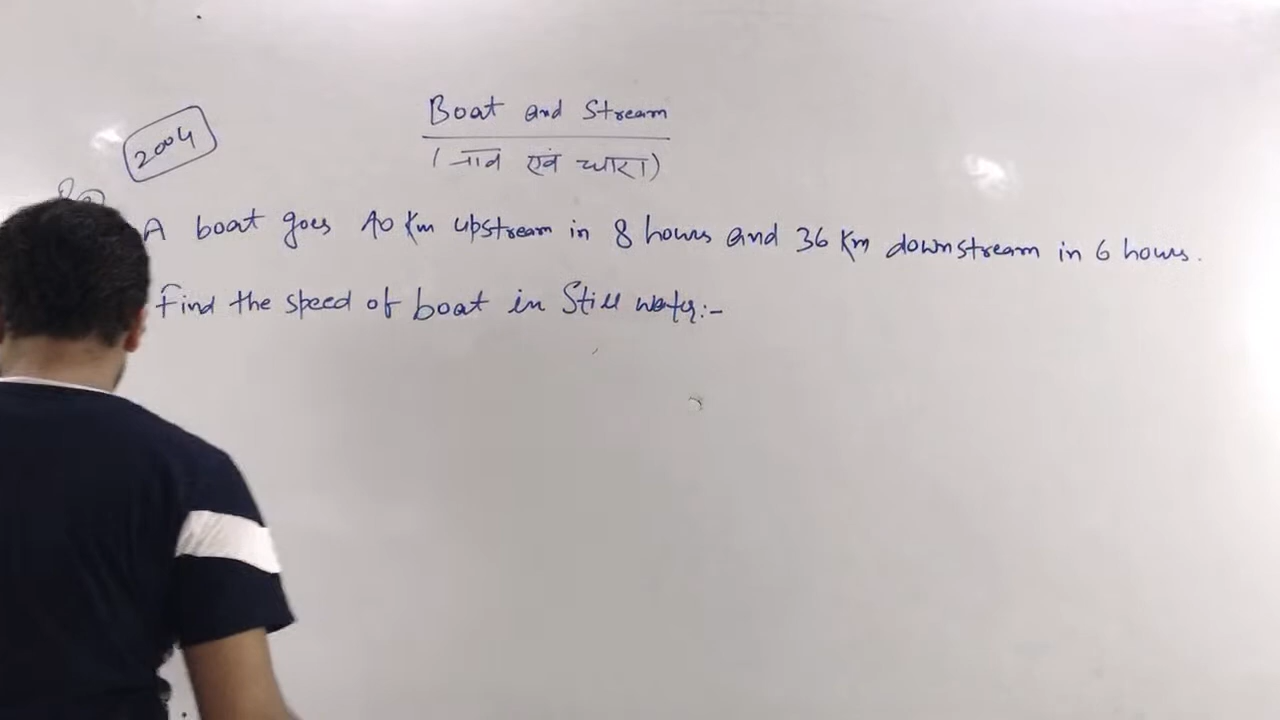 Boat and Stream
(नाव एवं धारा)
2004
A boat goes 40 Km upstream in 8 hours and 36 Km downstream in 6 hours.
Find the speed of boat in Still water:-